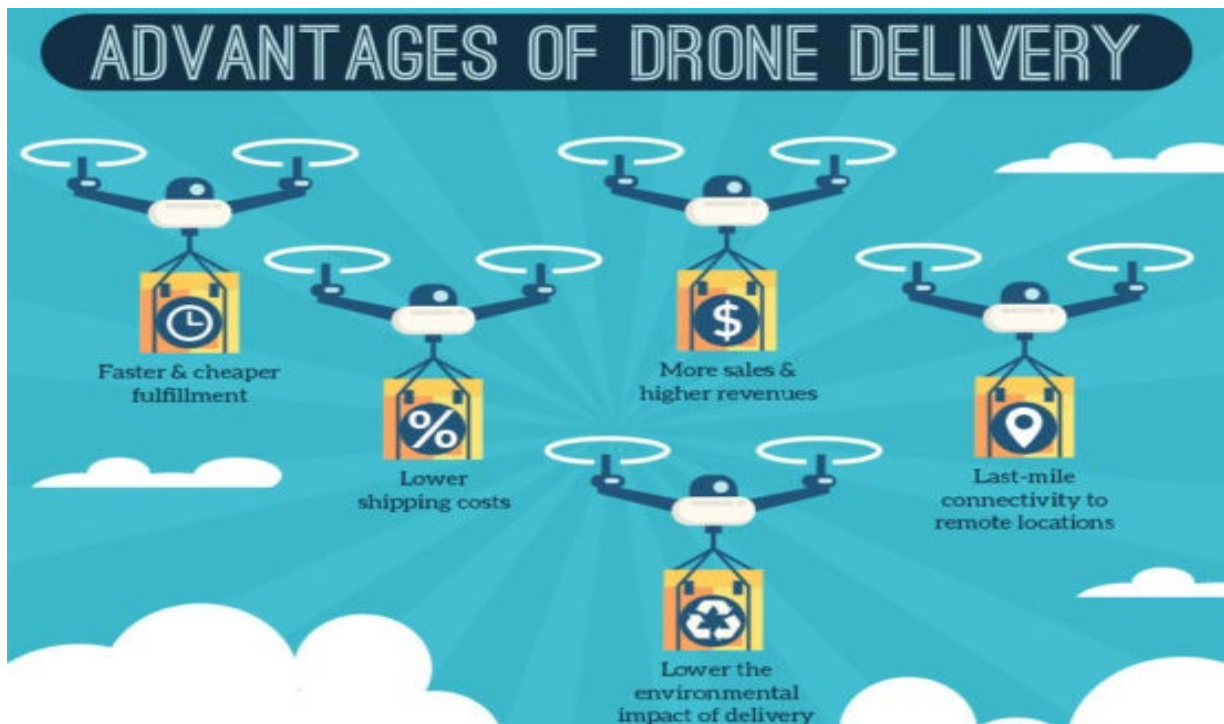 ADVANTAGES OF DRONE DELIVERY
Faster & cheaper
fulfillment
Lower
shipping costs
More sales &
higher revenues
Last-mile
connectivity to
remote locations
Lower the
environmental
impact of delivery
$
%